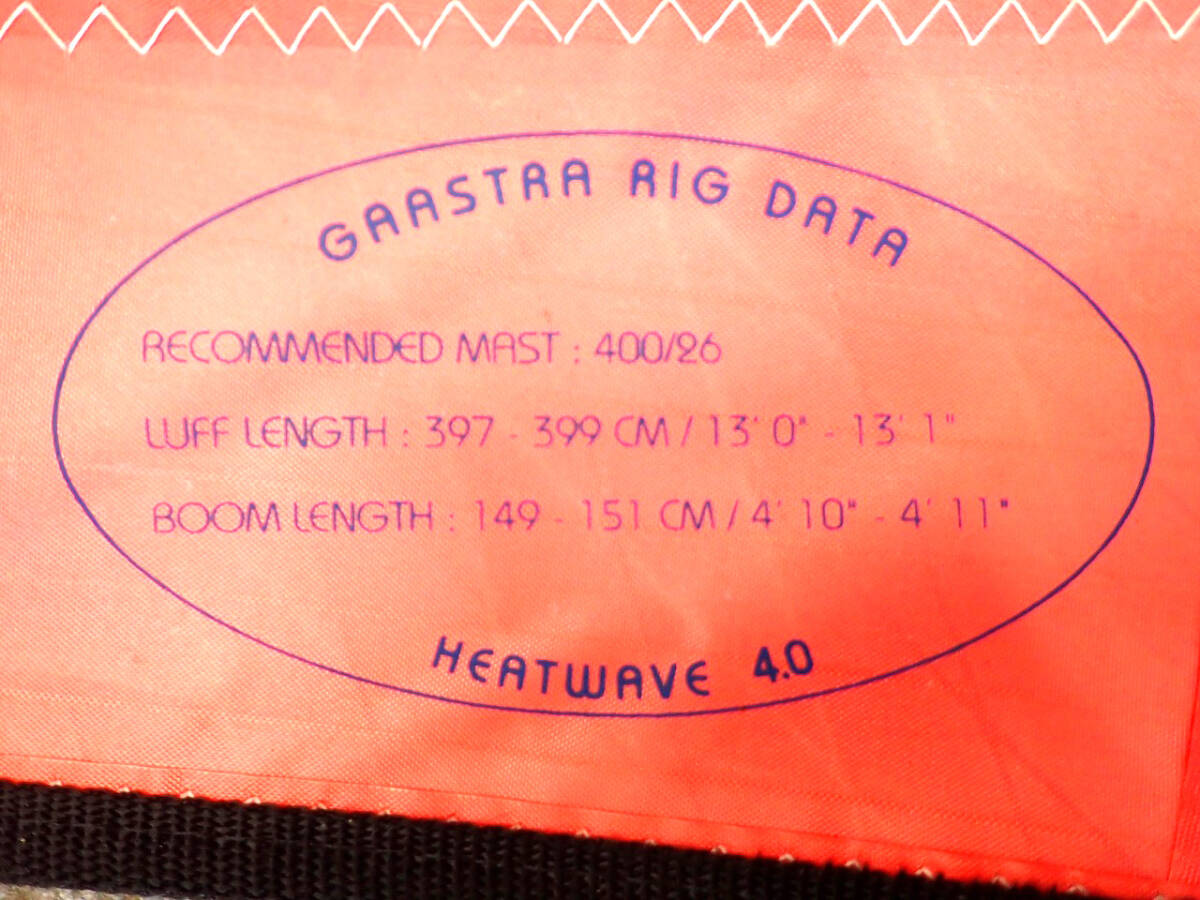 GAASTRA RIG DATA
RECOMMENDED MAST : 400/26
LUFF LENGTH : 397 - 399 CM / 13' 0" - 13' 1"
BOOM LENGTH : 149 - 151 CM / 4' 10" - 4' 11"
HEATWAVE 4.0